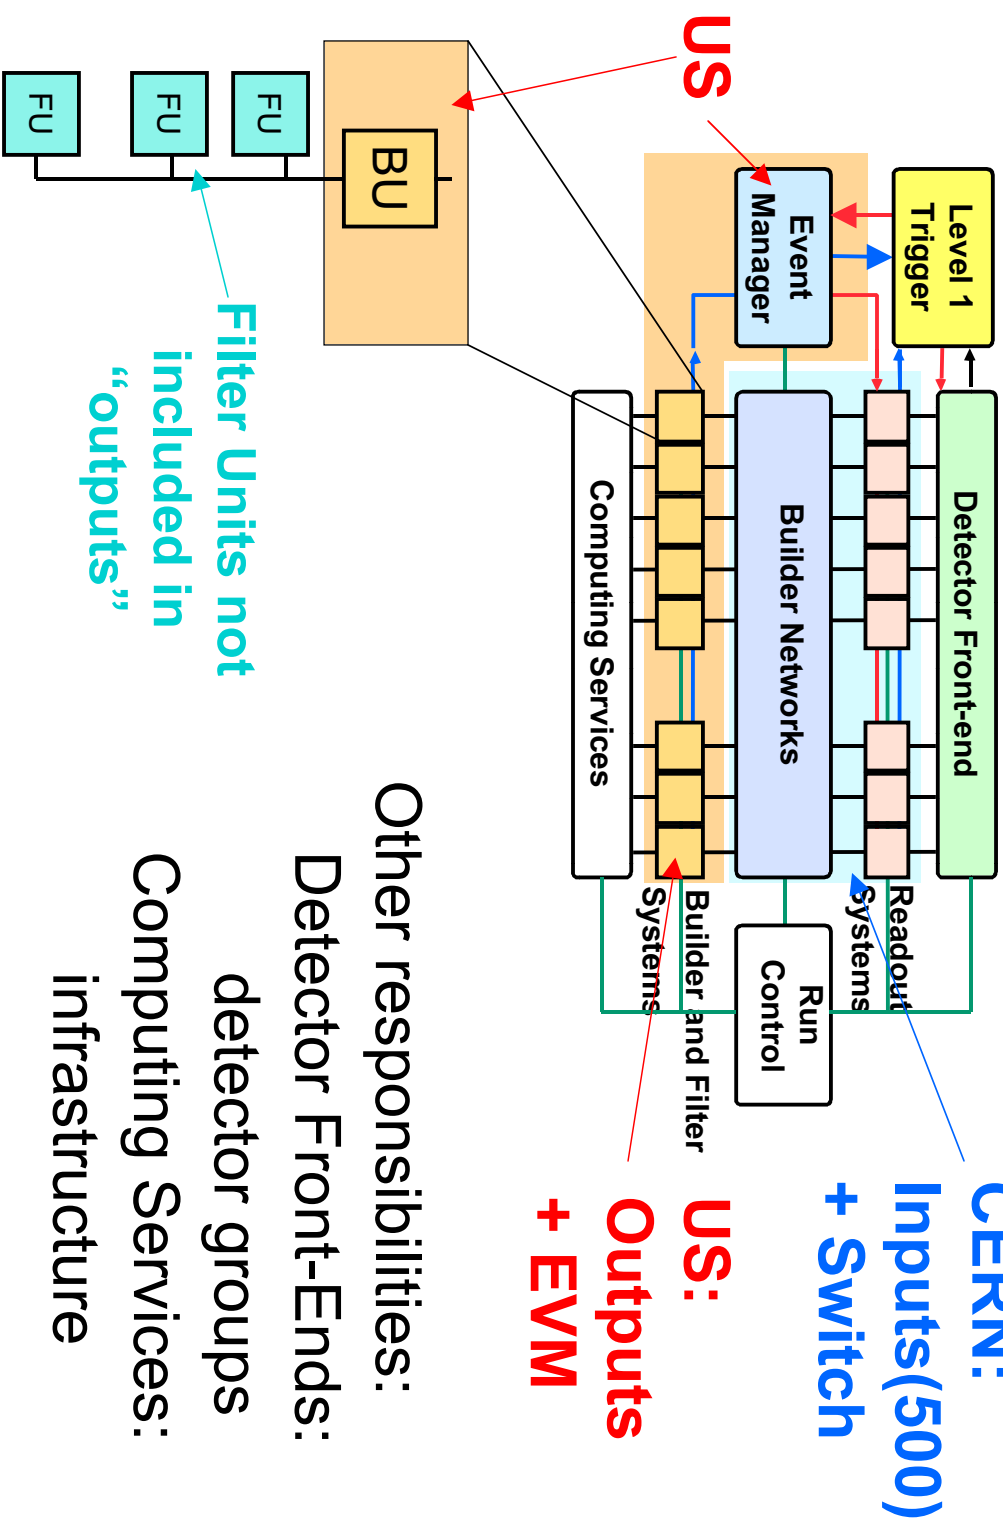 Level 1
Trigger
Detector Front-end
Readout
Systems
Event
Manager
Builder Networks
Run
Control
Builder and Filter
Systems
Computing Services
CERN:
Inputs(500)
+ Switch
US
US:
Outputs
+ EVM
BU
FU
FU
FU
Filter Units not
included in
“outputs”
Other responsibilities:
Detector Front-Ends:
detector groups
Computing Services:
infrastructure